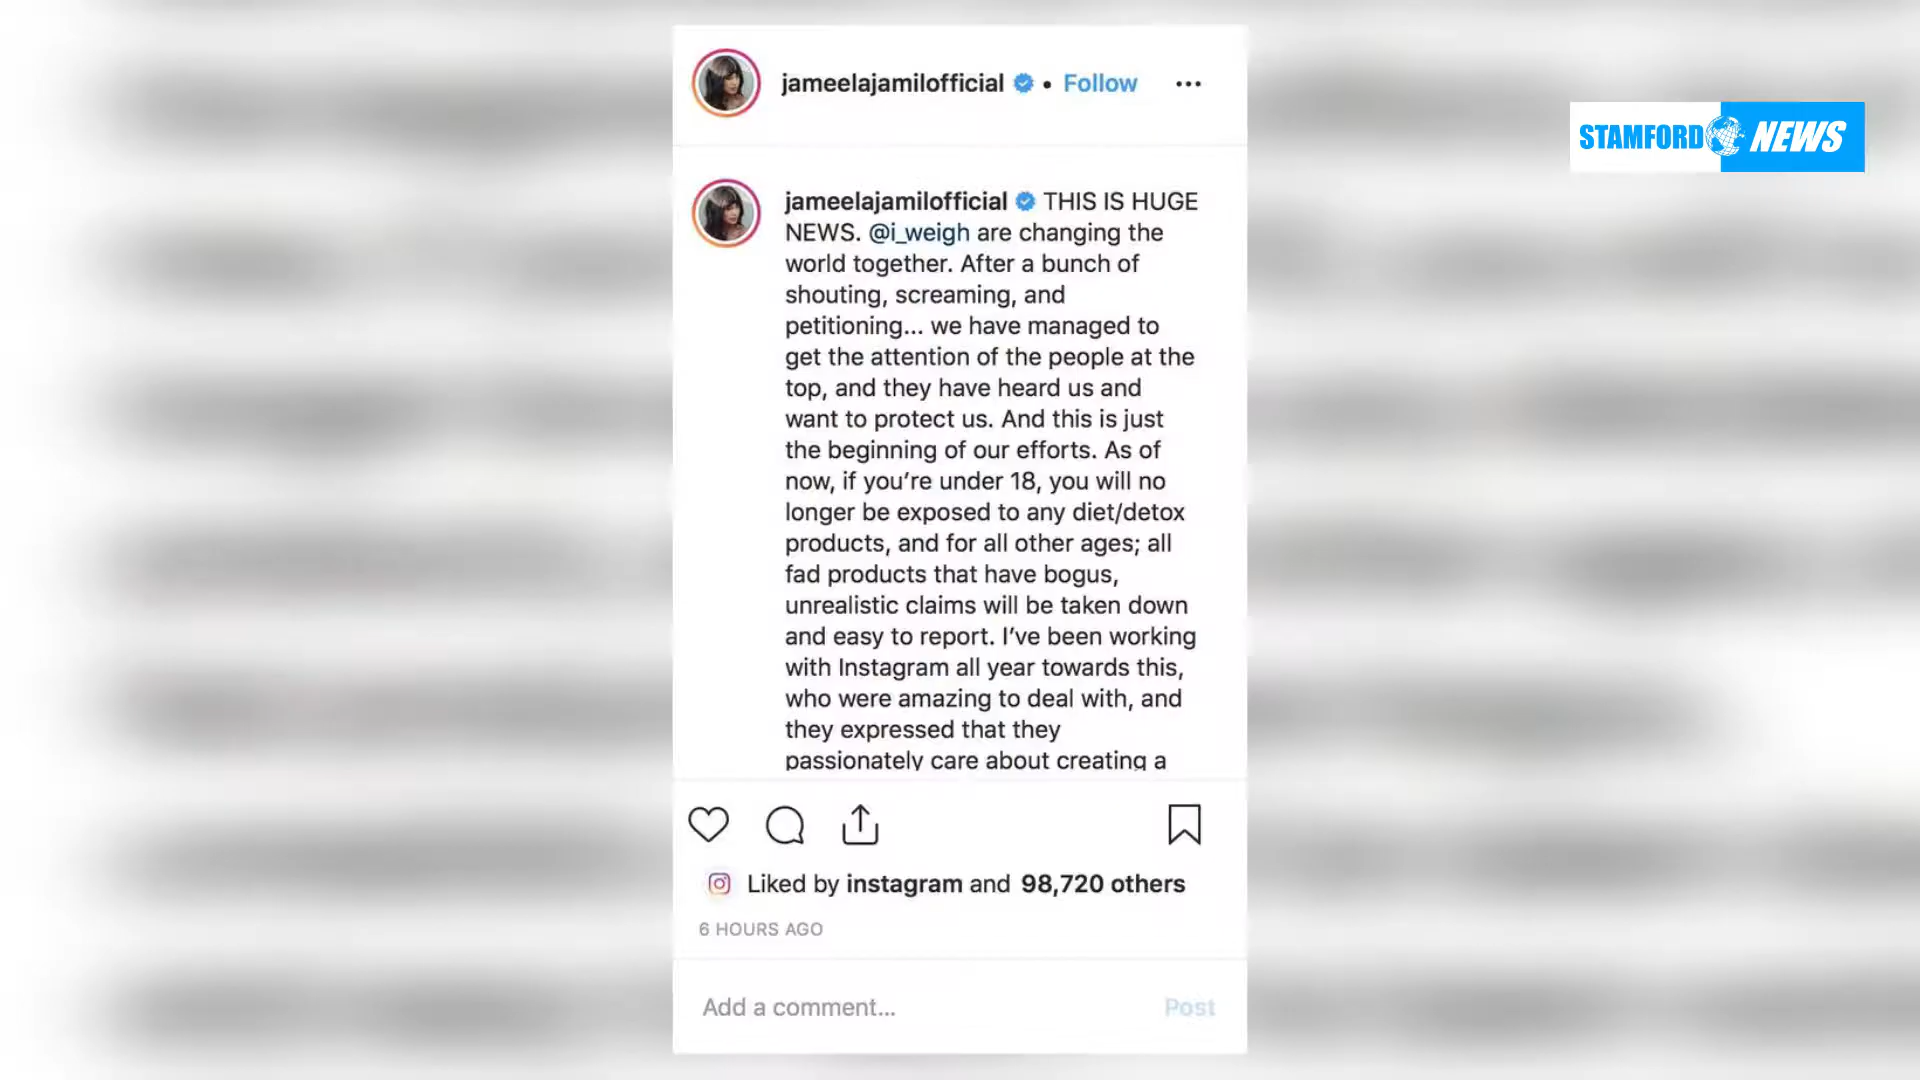 jameelajamilofficial • Follow ...
STAMFORD NEWS
jameelajamilofficial THIS IS HUGE
NEWS. @i_weigh are changing the
world together. After a bunch of
shouting, screaming, and
petitioning... we have managed to
get the attention of the people at the
top, and they have heard us and
want to protect us. And this is just
the beginning of our efforts. As of
now, if you’re under 18, you will no
longer be exposed to any diet/detox
products, and for all other ages; all
fad products that have bogus,
unrealistic claims will be taken down
and easy to report. I’ve been working
with Instagram all year towards this,
who were amazing to deal with, and
they expressed that they
passionately care about creating a
Liked by instagram and 98,720 others
6 HOURS AGO
Add a comment... Post